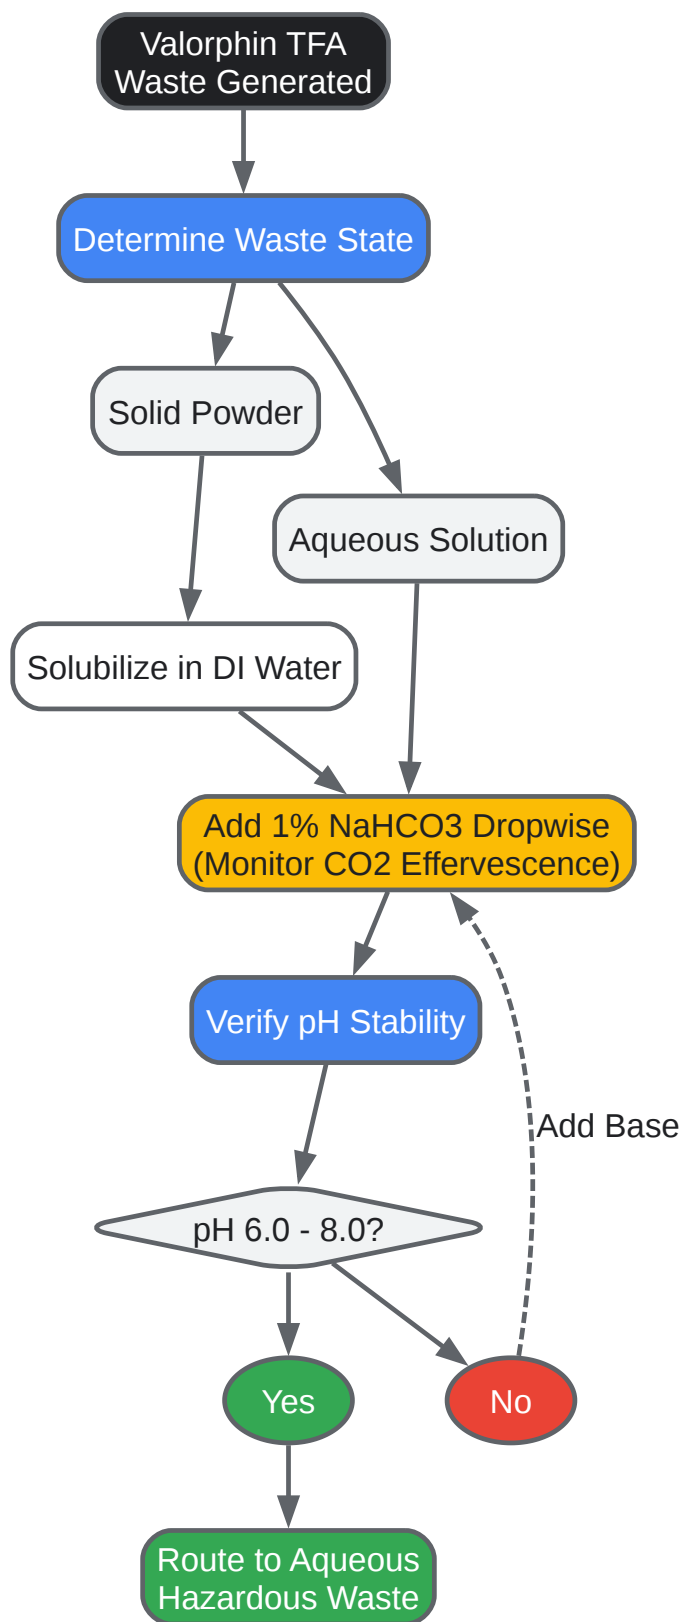 Valorphin TFA
Waste Generated
Determine Waste State
Solid Powder
Aqueous Solution
Solubilize in DI Water
Add 1% NaHCO3 Dropwise
(Monitor CO2 Effervescence)
Verify pH Stability
Add Base
pH 6.0 - 8.0?
Yes
No
Route to Aqueous
Hazardous Waste